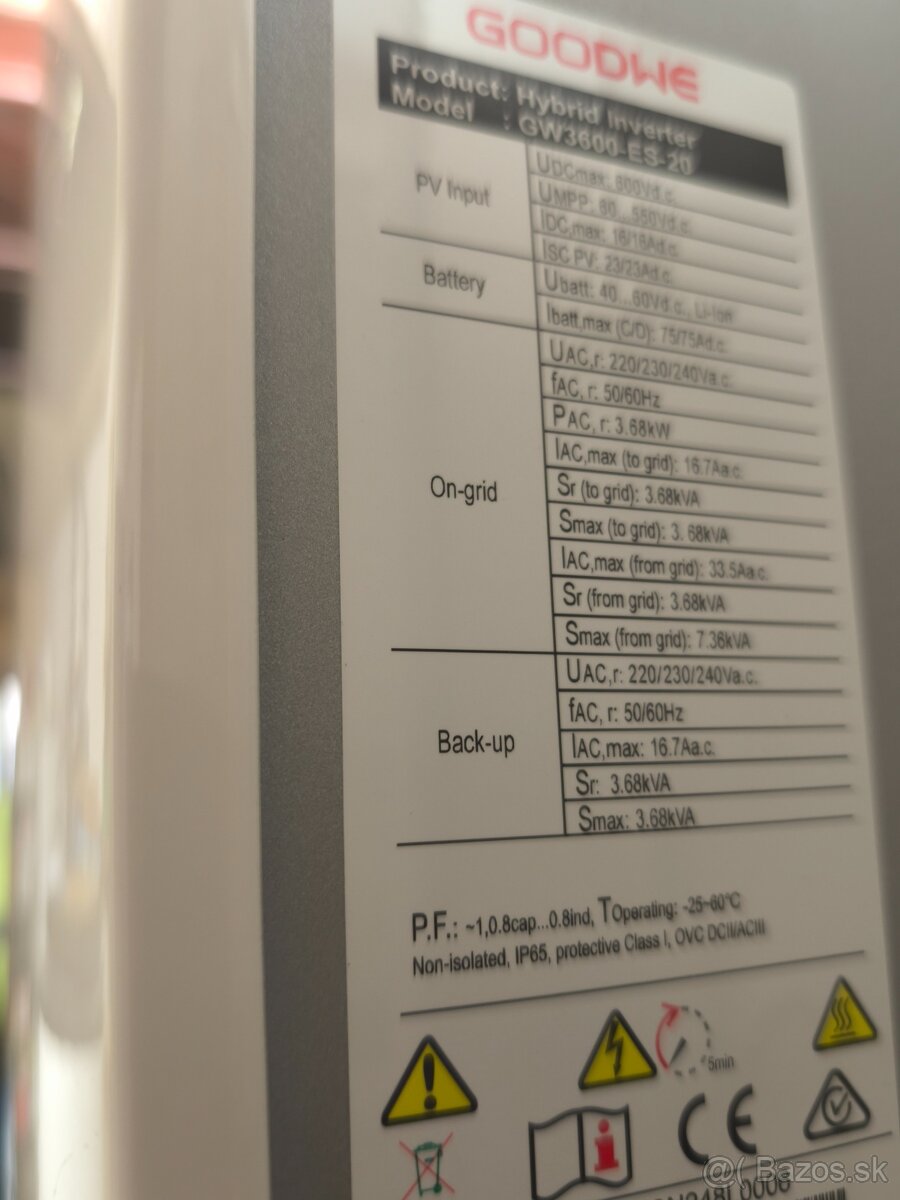 GOODWE
Product: Hybrid Inverter
Model : GW3600-ES-20
PV Input
UDCmax: 600Vd.c.
UMPP: 60...550Vd.c.
IDC,max: 16/16Ad.c.
ISC PV: 23/23Ad.c.
Battery
Ubatt: 40...60Vd.c., Li-Ion
Ibatt,max (C/D): 75/75Ad.c.
On-grid
UAC,r: 220/230/240Va.c.
fAC, r: 50/60Hz
PAC, r: 3.68kW
IAC,max (to grid): 16.7Aa.c.
Sr (to grid): 3.68kVA
Smax (to grid): 3. 68kVA
IAC,max (from grid): 33.5Aa.c.
Sr (from grid): 3.68kVA
Smax (from grid): 7.36kVA
Back-up
UAC,r: 220/230/240Va.c.
fAC, r: 50/60Hz
IAC,max: 16.7Aa.c.
Sr: 3.68kVA
Smax: 3.68kVA
P.F.: ~1,0.8cap...0.8ind, TOperating: -25~60°C
Non-isolated, IP65, protective Class I, OVC DCII/ACIII
5min
CE
@( Bazos.sk